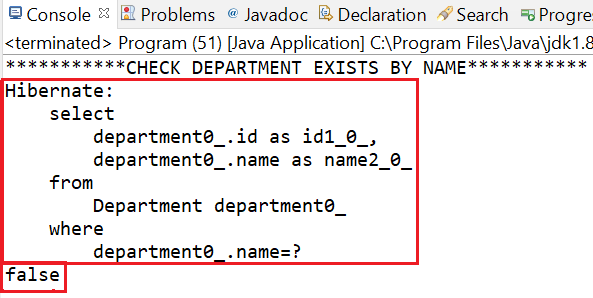 Console Problems @ Javadoc Declaration Search Progre
<terminated> Program (51) [Java Application] C:\Program Files\Java\jdk1.8
***********CHECK DEPARTMENT EXISTS BY NAME***********
Hibernate:
    select
        department0_.id as id1_0_,
        department0_.name as name2_0_
    from
        Department department0_
    where
        department0_.name=?
false